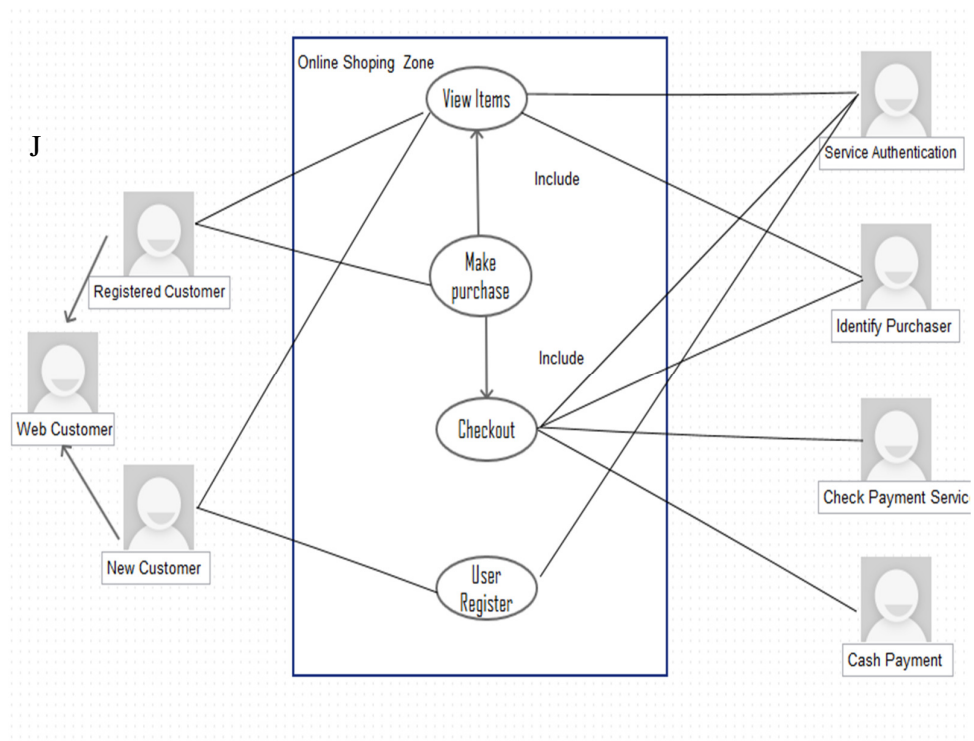 Online Shoping Zone
View Items
Service Authentication
J
Include
Registered Customer
Make
purchase
Identify Purchaser
Include
Web Customer
Checkout
Check Payment Servic
New Customer
User
Register
Cash Payment